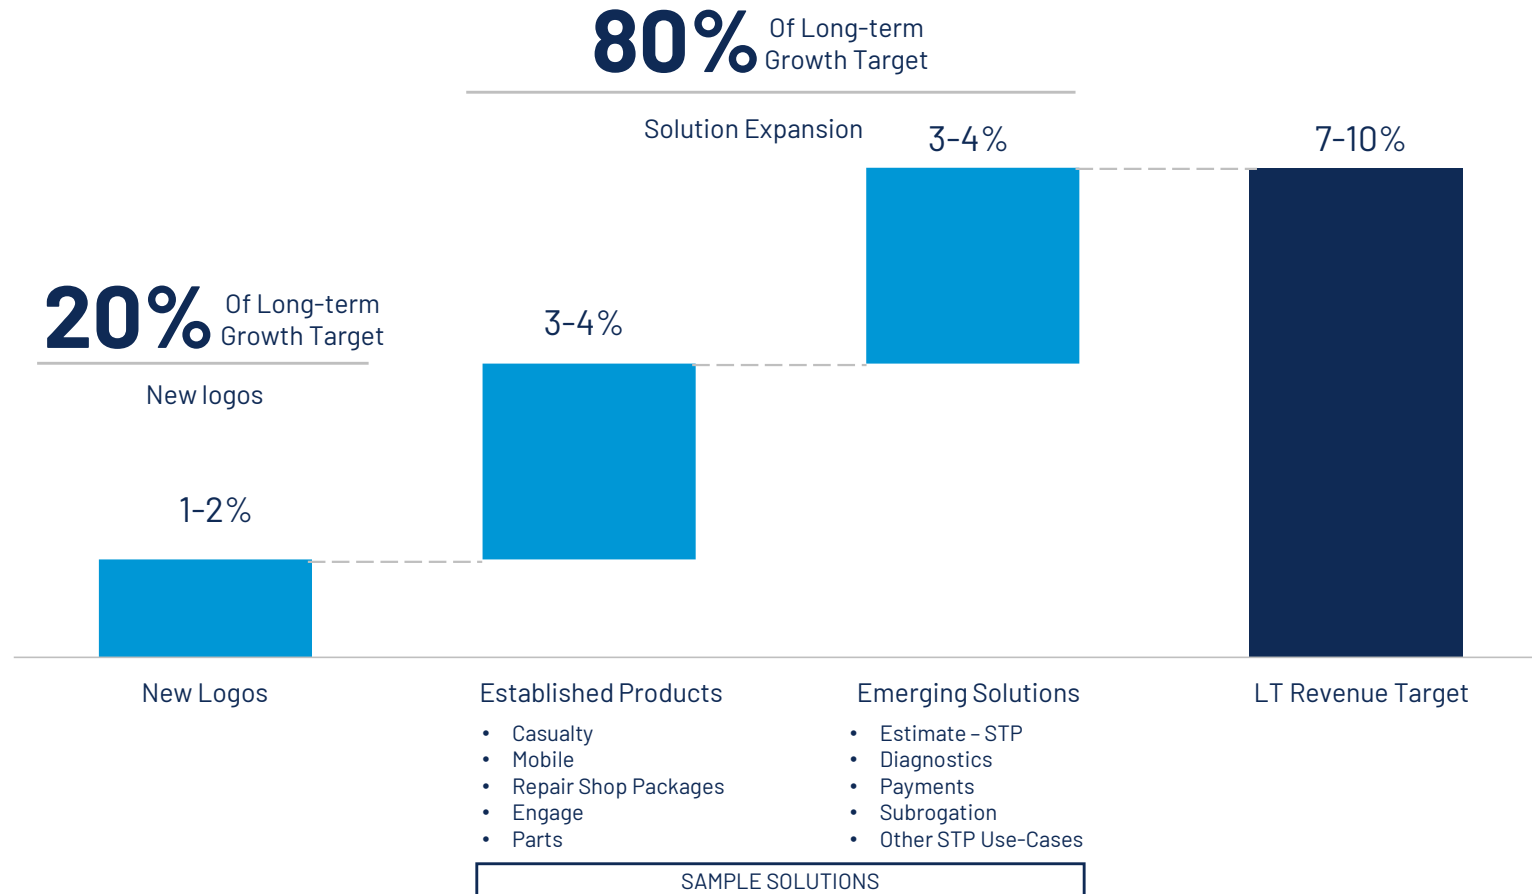 80%
Of Long-term
Growth Target
Solution Expansion
3-4%
7-10%
20%
Of Long-term
Growth Target
New logos
3-4%
1-2%
New Logos
Established Products
• Casualty
• Mobile
• Repair Shop Packages
• Engage
• Parts
Emerging Solutions
• Estimate – STP
• Diagnostics
• Payments
• Subrogation
• Other STP Use-Cases
LT Revenue Target
SAMPLE SOLUTIONS